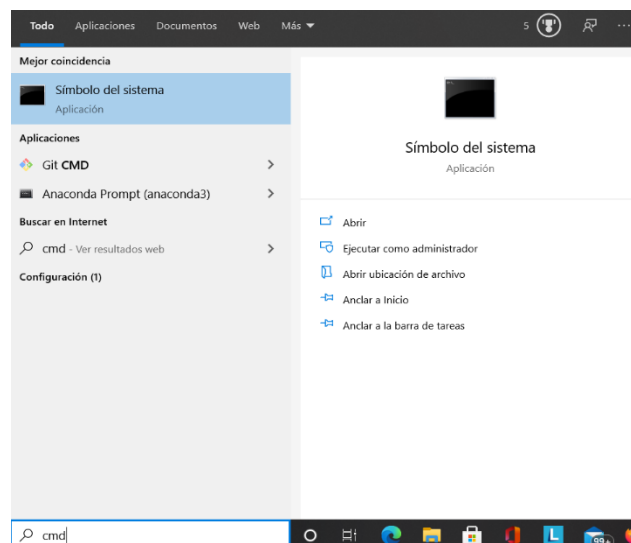 Todo Aplicaciones Documentos Web Más 5 ...
Mejor coincidencia
Símbolo del sistema
Aplicación
Aplicaciones
Git CMD
Anaconda Prompt (anaconda3)
Buscar en Internet
cmd - Ver resultados web
Configuración (1)
Símbolo del sistema
Aplicación
Abrir
Ejecutar como administrador
Abrir ubicación de archivo
Anclar a Inicio
Anclar a la barra de tareas
cmd
L 99+